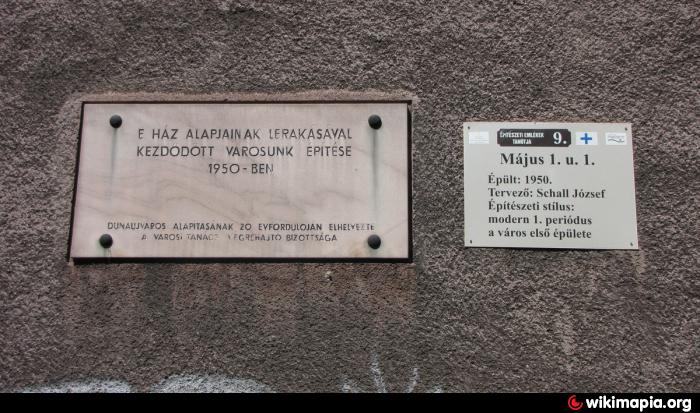 E HÁZ ALAPJAINAK LERAKÁSÁVAL
KEZDŐDÖTT VÁROSUNK ÉPÍTÉSE
1950-BEN
DUNAÚJVÁROS ALAPÍTÁSÁNAK 20 ÉVFORDULÓJÁN ELHELYEZTE
A VÁROSI TANÁCS VÉGREHAJTÓ BIZOTTSÁGA
ÉPÍTÉSZETI EMLÉKEK
TANÚTJA
9.
Május 1. u. 1.
Épült: 1950.
Tervező: Schall József
Építészeti stílus:
modern 1. periódus
a város első épülete
wikimapia.org